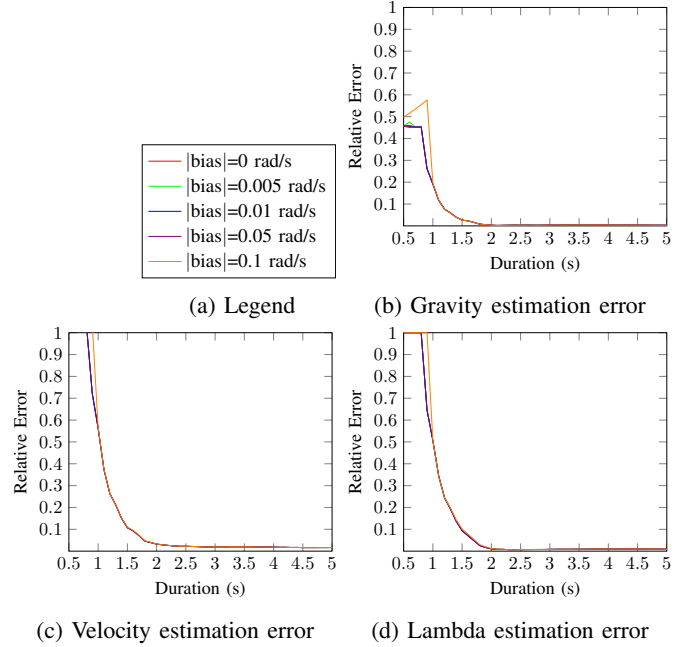 1
0.9
0.8
0.7
0.6
0.5
0.4
0.3
0.2
0.1
Relative Error
0.5 1 1.5 2 2.5 3 3.5 4 4.5 5
Duration (s)
|bias|=0 rad/s
|bias|=0.005 rad/s
|bias|=0.01 rad/s
|bias|=0.05 rad/s
|bias|=0.1 rad/s
(a) Legend
(b) Gravity estimation error
1
0.9
0.8
0.7
0.6
0.5
0.4
0.3
0.2
0.1
Relative Error
0.5 1 1.5 2 2.5 3 3.5 4 4.5 5
Duration (s)
(c) Velocity estimation error
1
0.9
0.8
0.7
0.6
0.5
0.4
0.3
0.2
0.1
Relative Error
0.5 1 1.5 2 2.5 3 3.5 4 4.5 5
Duration (s)
(d) Lambda estimation error